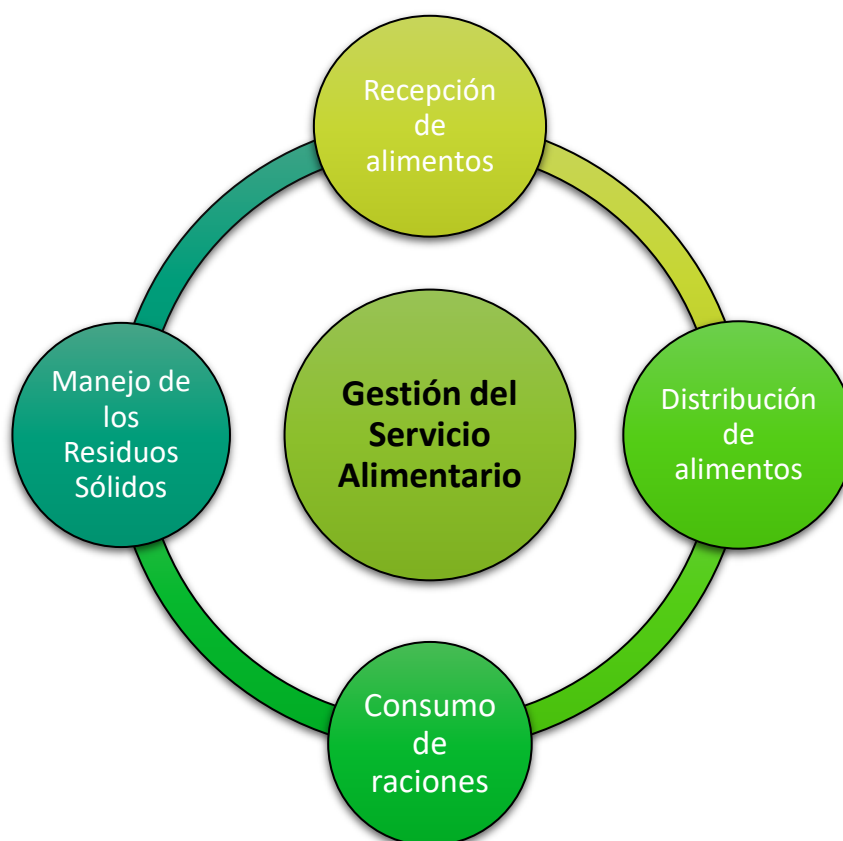 Recepción
de
alimentos
Manejo de
los
Residuos
Sólidos
Gestión del
Servicio
Alimentario
Distribución
de
alimentos
Consumo
de
raciones